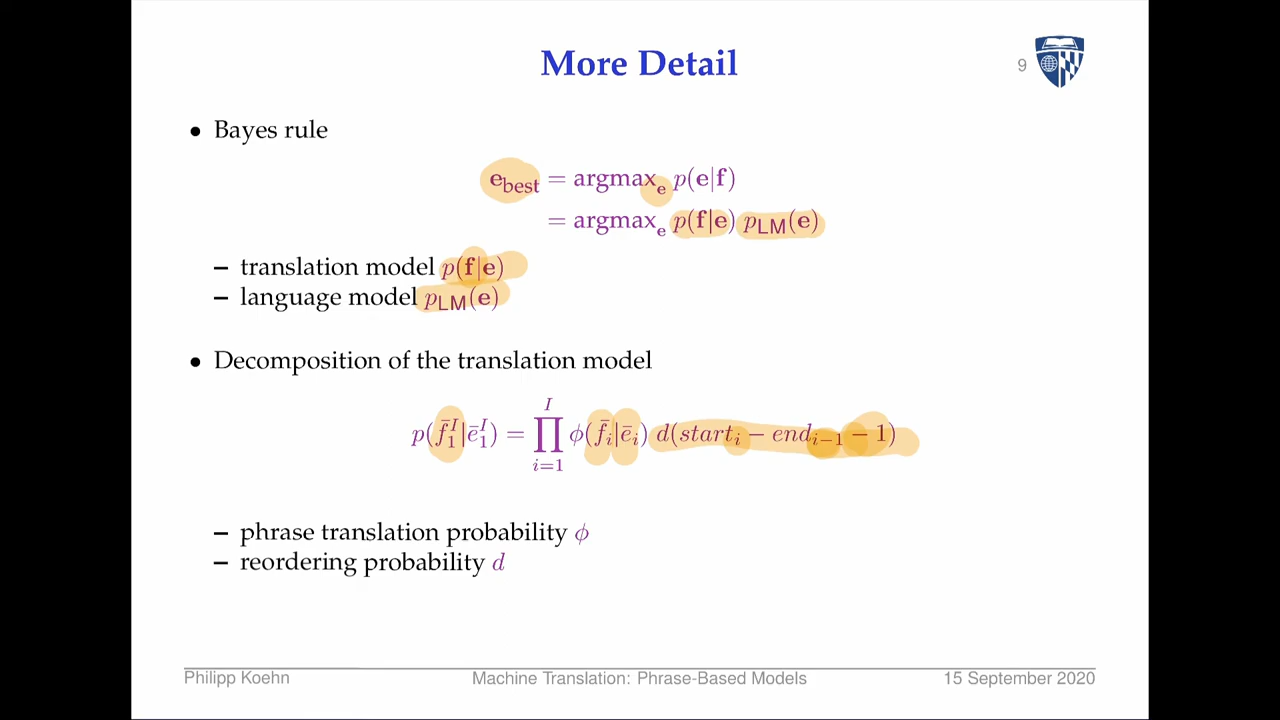 More Detail
9
• Bayes rule
e_best = argmax_e p(e|f)
= argmax_e p(f|e) p_LM(e)
– translation model p(f|e)
– language model p_LM(e)
• Decomposition of the translation model
p(f̄_1^I|ē_1^I) = ∏_{i=1}^I ϕ(f̄_i|ē_i) d(start_i − end_{i−1} − 1)
– phrase translation probability ϕ
– reordering probability d
Philipp Koehn Machine Translation: Phrase-Based Models 15 September 2020